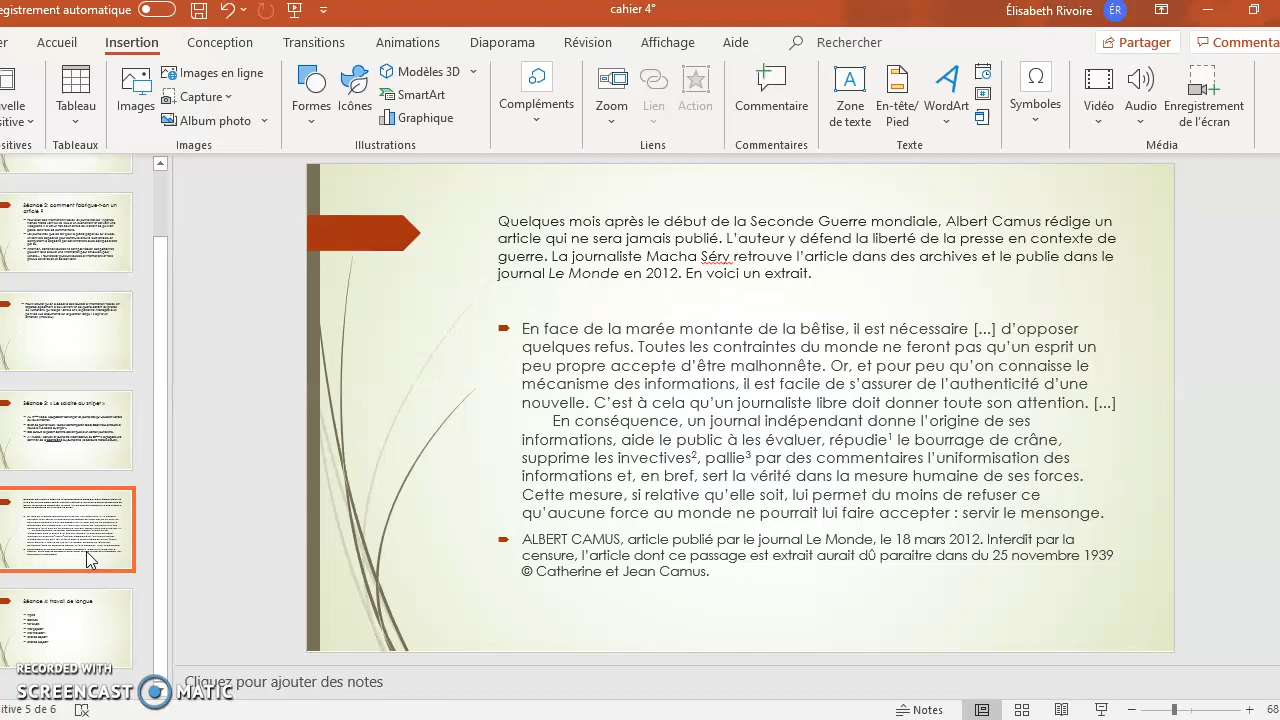 nregistrement automatique
cahier 4°
Élisabeth Rivoire
ÉR
er
Accueil
Insertion
Conception
Transitions
Animations
Diaporama
Révision
Affichage
Aide
Rechercher
Partager
Commenta
velle
sitive
Tableau
Images
Images en ligne
Capture
Album photo
Formes
Icônes
Modèles 3D
SmartArt
Graphique
Compléments
Zoom
Lien
Action
Commentaire
Zone
de texte
En-tête/
Pied
WordArt
Symboles
Vidéo
Audio
Enregistrement
de l'écran
sitives
Tableaux
Images
Illustrations
Liens
Commentaires
Texte
Média
Séance 2: comment fabrique-t-on un
article ?
Séance 3: « Le salaire du sniper »
Séance 4: travail de langue
Quelques mois après le début de la Seconde Guerre mondiale, Albert Camus rédige un
article qui ne sera jamais publié. L'auteur y défend la liberté de la presse en contexte de
guerre. La journaliste Macha Séry retrouve l'article dans des archives et le publie dans le
journal Le Monde en 2012. En voici un extrait.
En face de la marée montante de la bêtise, il est nécessaire [...] d'opposer
quelques refus. Toutes les contraintes du monde ne feront pas qu'un esprit un
peu propre accepte d'être malhonnête. Or, et pour peu qu'on connaisse le
mécanisme des informations, il est facile de s'assurer de l'authenticité d'une
nouvelle. C'est à cela qu'un journaliste libre doit donner toute son attention. [...]
En conséquence, un journal indépendant donne l'origine de ses
informations, aide le public à les évaluer, répudie¹ le bourrage de crâne,
supprime les invectives², pallie³ par des commentaires l'uniformisation des
informations et, en bref, sert la vérité dans la mesure humaine de ses forces.
Cette mesure, si relative qu'elle soit, lui permet du moins de refuser ce
qu'aucune force au monde ne pourrait lui faire accepter : servir le mensonge.
ALBERT CAMUS, article publié par le journal Le Monde, le 18 mars 2012. Interdit par la
censure, l'article dont ce passage est extrait aurait dû paraitre dans du 25 novembre 1939
© Catherine et Jean Camus.
RECORDED WITH
SCREENCAST MATIC
Cliquez pour ajouter des notes
sitive 5 de 6
Notes
68